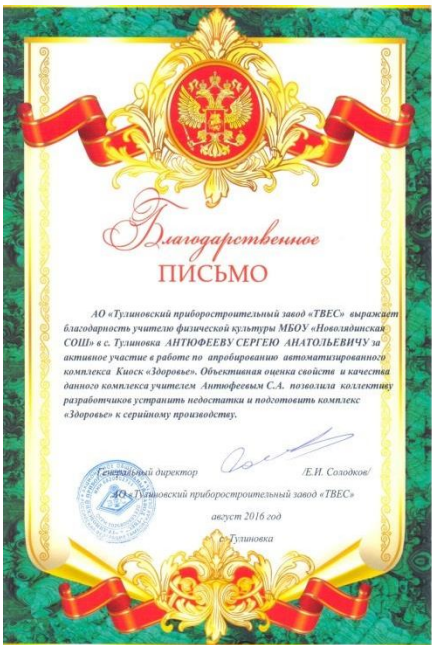 Благодарственное
ПИСЬМО
АО «Тулиновский приборостроительный завод «ТВЕС» выражает
благодарность учителю физической культуры МБОУ «Новолядинская
СОШ» в с. Тулиновка АНТЮФЕЕВУ СЕРГЕЮ АНАТОЛЬЕВИЧУ за
активное участие в работе по апробированию автоматизированного
комплекса Киоск «Здоровье». Объективная оценка свойств и качества
данного комплекса учителем Антюфеевым С.А. позволила коллективу
разработчиков устранить недостатки и подготовить комплекс
«Здоровье» к серийному производству.
Генеральный директор /Е.И. Солодков/
АО «Тулиновский приборостроительный завод «ТВЕС»
август 2016 год
с. Тулиновка